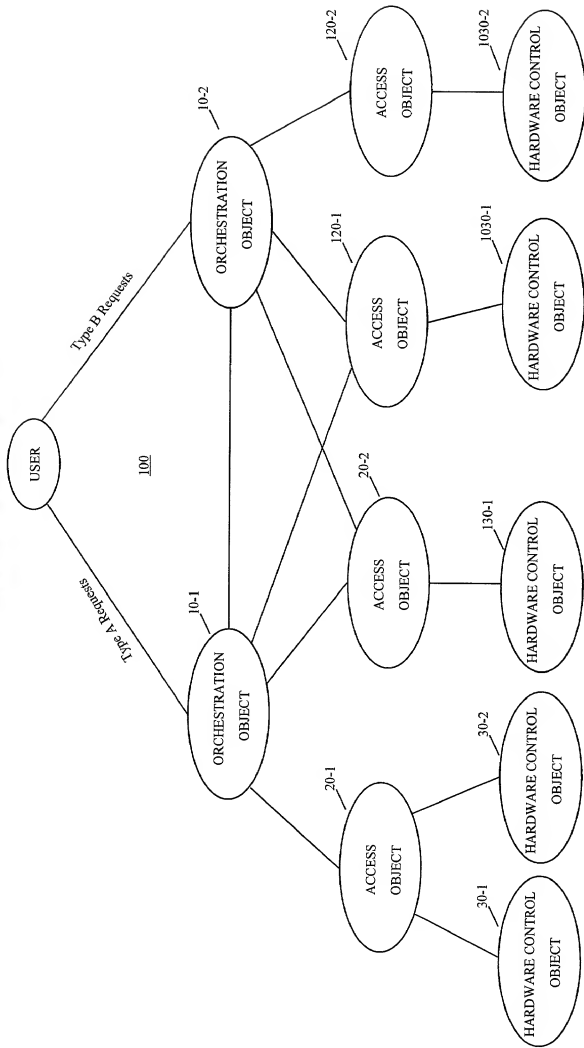 USER
Type A Requests
Type B Requests
100
10-1
ORCHESTRATION
OBJECT
10-2
ORCHESTRATION
OBJECT
20-1
ACCESS
OBJECT
20-2
ACCESS
OBJECT
120-1
ACCESS
OBJECT
120-2
ACCESS
OBJECT
30-1
HARDWARE CONTROL
OBJECT
30-2
HARDWARE CONTROL
OBJECT
130-1
HARDWARE CONTROL
OBJECT
1030-1
HARDWARE CONTROL
OBJECT
1030-2
HARDWARE CONTROL
OBJECT